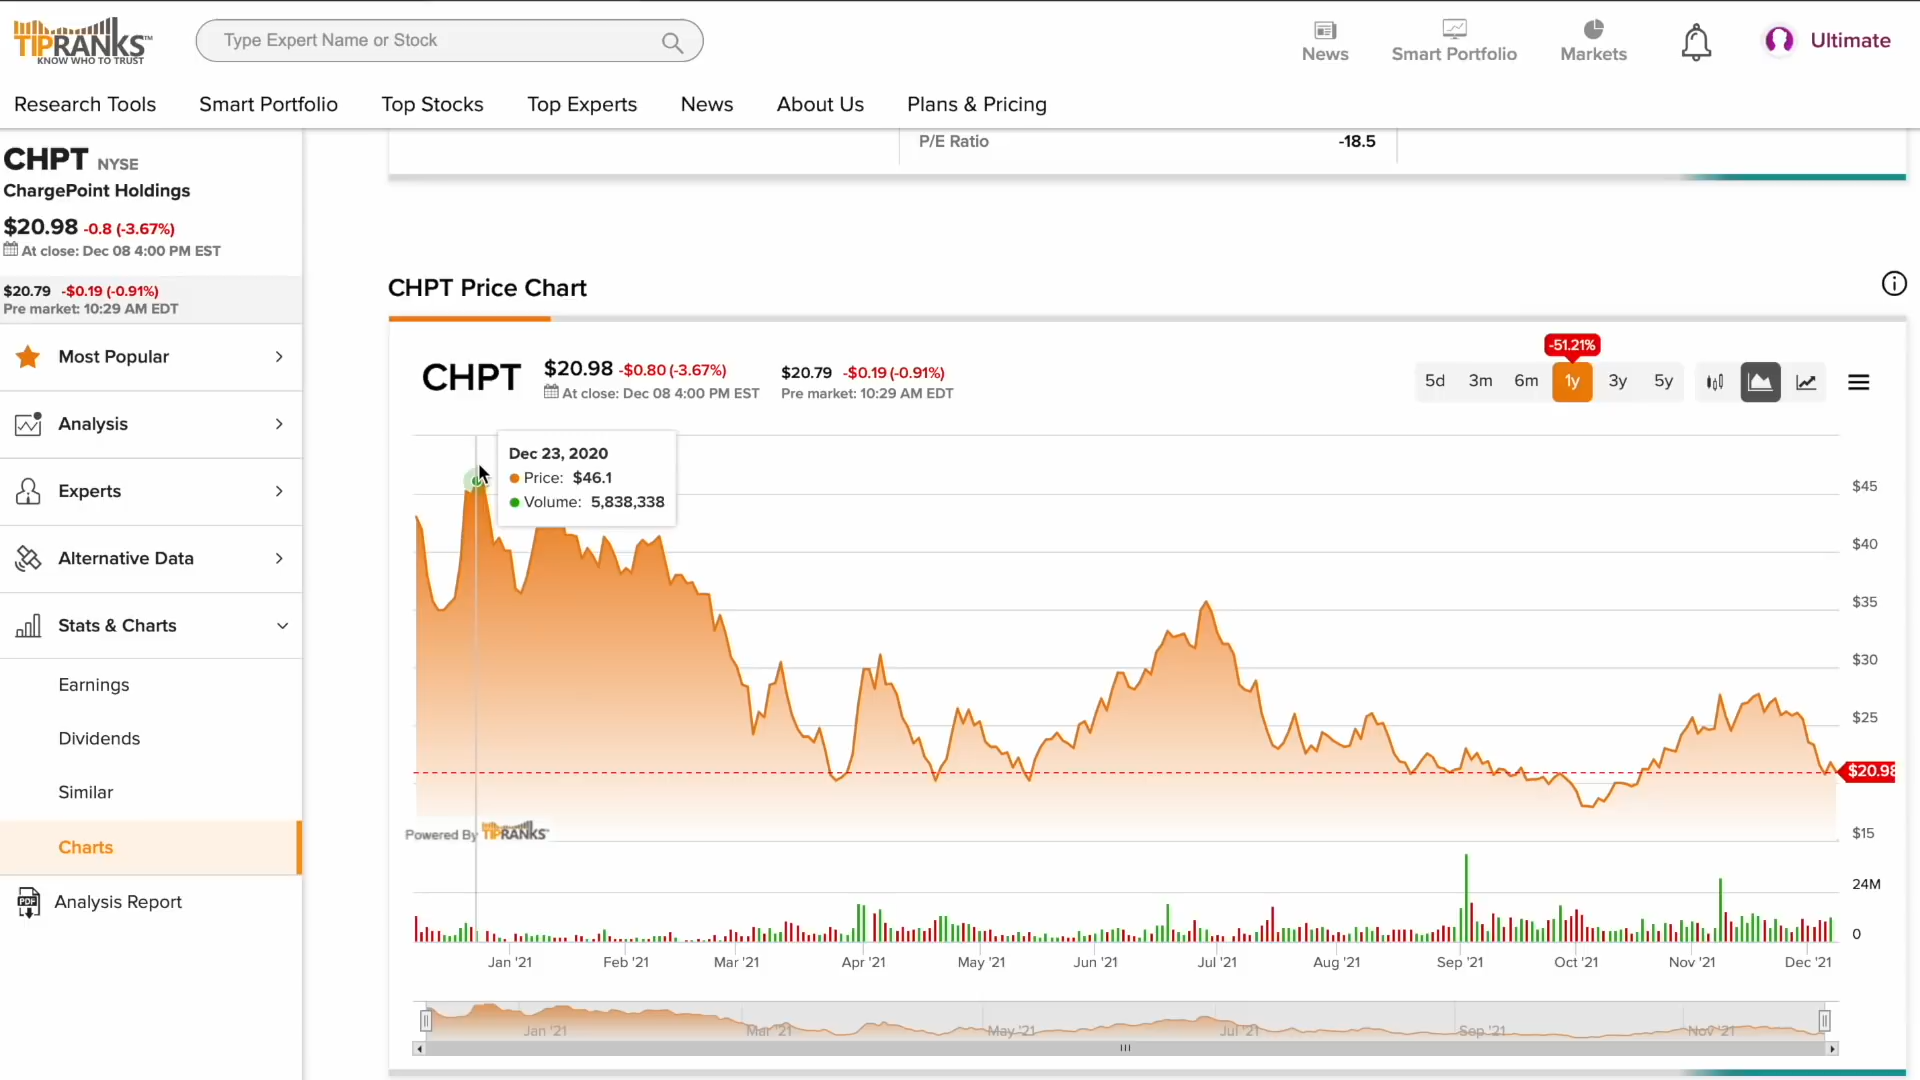 TIPRANKS™
KNOW WHO TO TRUST
Type Expert Name or Stock
News
Smart Portfolio
Markets
Ultimate
Research Tools
Smart Portfolio
Top Stocks
Top Experts
News
About Us
Plans & Pricing
CHPT NYSE
ChargePoint Holdings
$20.98 -0.8 (-3.67%)
At close: Dec 08 4:00 PM EST
$20.79 -$0.19 (-0.91%)
Pre market: 10:29 AM EDT
Most Popular
Analysis
Experts
Alternative Data
Stats & Charts
Earnings
Dividends
Similar
Charts
PDF
Analysis Report
P/E Ratio -18.5
CHPT Price Chart
CHPT
$20.98 -$0.80 (-3.67%)
At close: Dec 08 4:00 PM EST
$20.79 -$0.19 (-0.91%)
Pre market: 10:29 AM EDT
-51.21%
5d 3m 6m 1y 3y 5y
Dec 23, 2020
Price: $46.1
Volume: 5,838,338
$45
$40
$35
$30
$25
$20.98
$15
Powered By TIPRANKS
24M
0
Jan '21 Feb '21 Mar '21 Apr '21 May '21 Jun '21 Jul '21 Aug '21 Sep '21 Oct '21 Nov '21 Dec '21
Jan '21 Mar '21 May '21 Jul '21 Sep '21 Nov '21